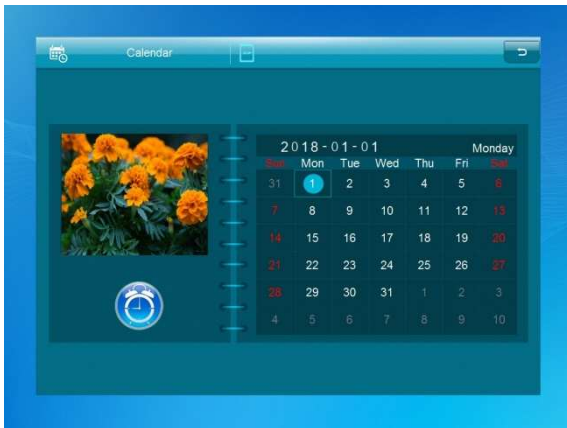 Calendar
2018-01-01 Monday
Sun Mon Tue Wed Thu Fri Sat
31 1 2 3 4 5 6
7 8 9 10 11 12 13
14 15 16 17 18 19 20
21 22 23 24 25 26 27
28 29 30 31 1 2 3
4 5 6 7 8 9 10